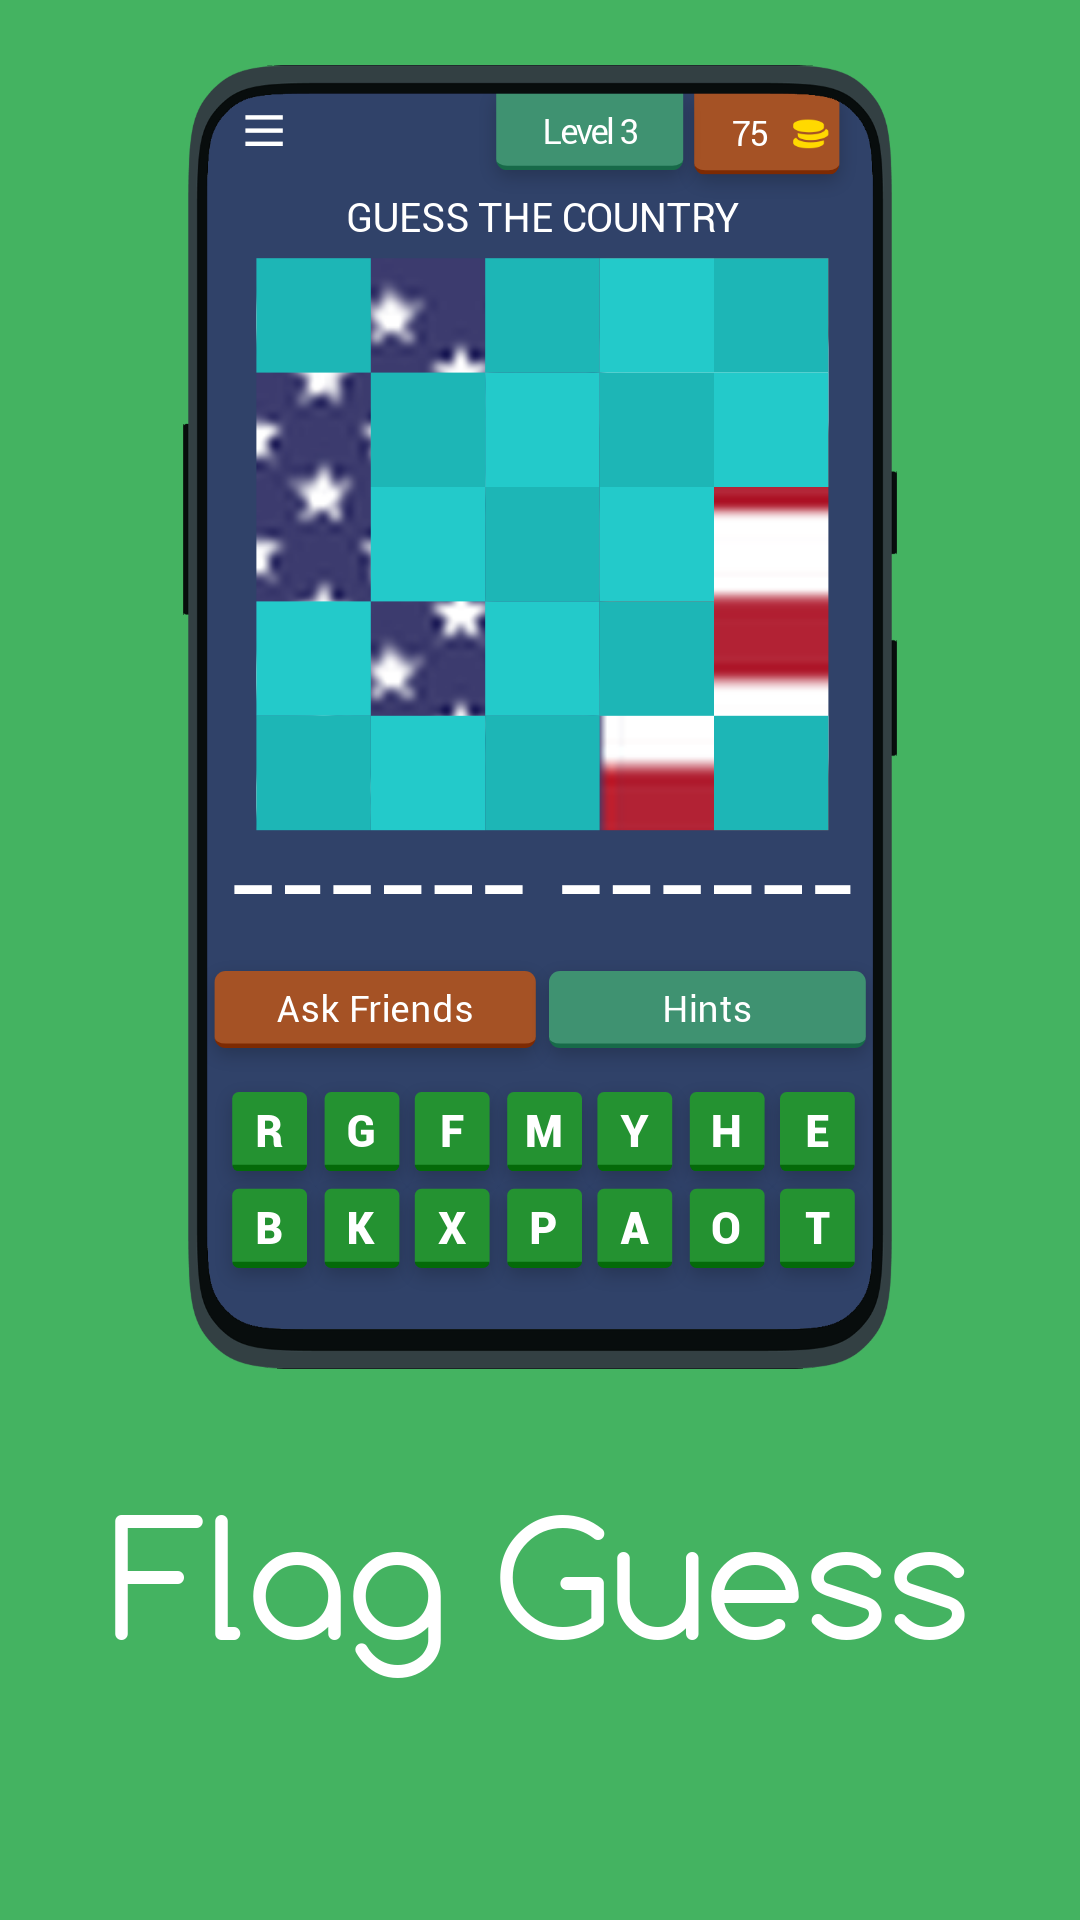 Level 3
75
GUESS THE COUNTRY
Ask Friends
Hints
R G F M Y H E
B K X P A O T
Flag Guess